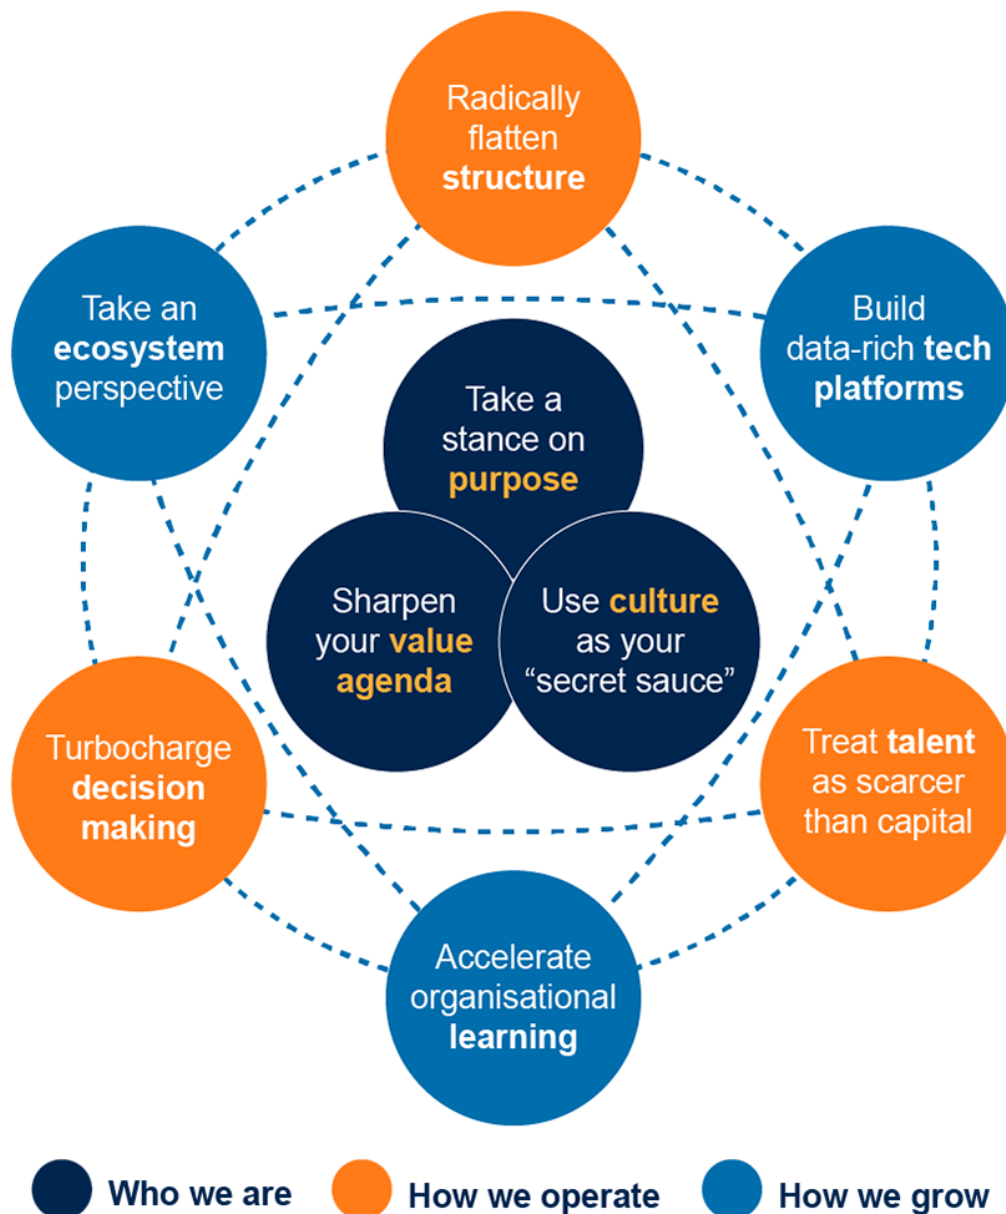 Radically
flatten
structure
Take an
ecosystem
perspective
Build
data-rich tech
platforms
Take a
stance on
purpose
Sharpen
your value
agenda
Use culture
as your
“secret sauce”
Turbocharge
decision
making
Treat talent
as scarcer
than capital
Accelerate
organisational
learning
Who we are
How we operate
How we grow